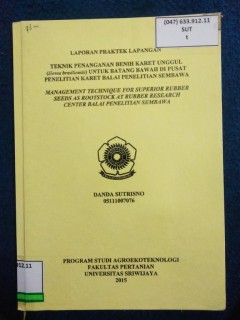 [047] 633.912.11
SUT
t
LAPORAN PRAKTEK LAPANGAN
TEKNIK PENANGANAN BENIH KARET UNGGUL
(Hevea brasiliensis) UNTUK BATANG BAWAH DI PUSAT
PENELITIAN KARET BALAI PENELITIAN SEMBAWA
MANAGEMENT TECHNIQUE FOR SUPERIOR RUBBER
SEEDS AS ROOTSTOCK AT RUBBER RESEARCH
CENTER BALAI PENELITIAN SEMBAWA
DANDA SUTRISNO
05111007076
PROGRAM STUDI AGROEKOTEKNOLOGI
FAKULTAS PERTANIAN
UNIVERSITAS SRIWIJAYA
2015